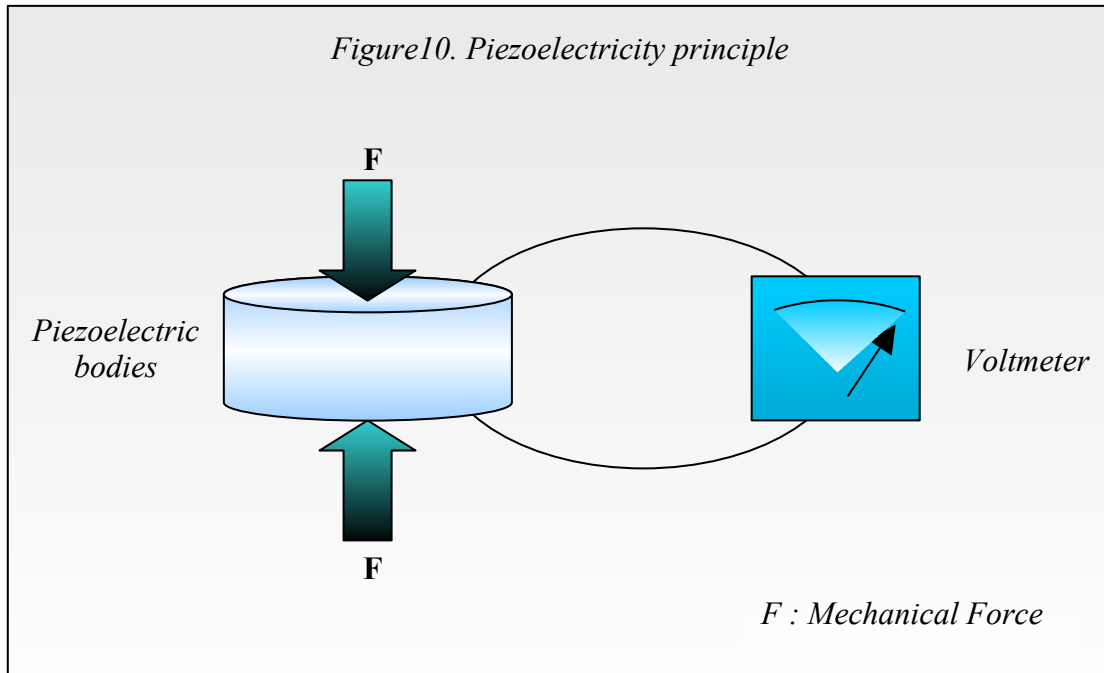 Figure10. Piezoelectricity principle
F
Piezoelectric
bodies
Voltmeter
F
F : Mechanical Force